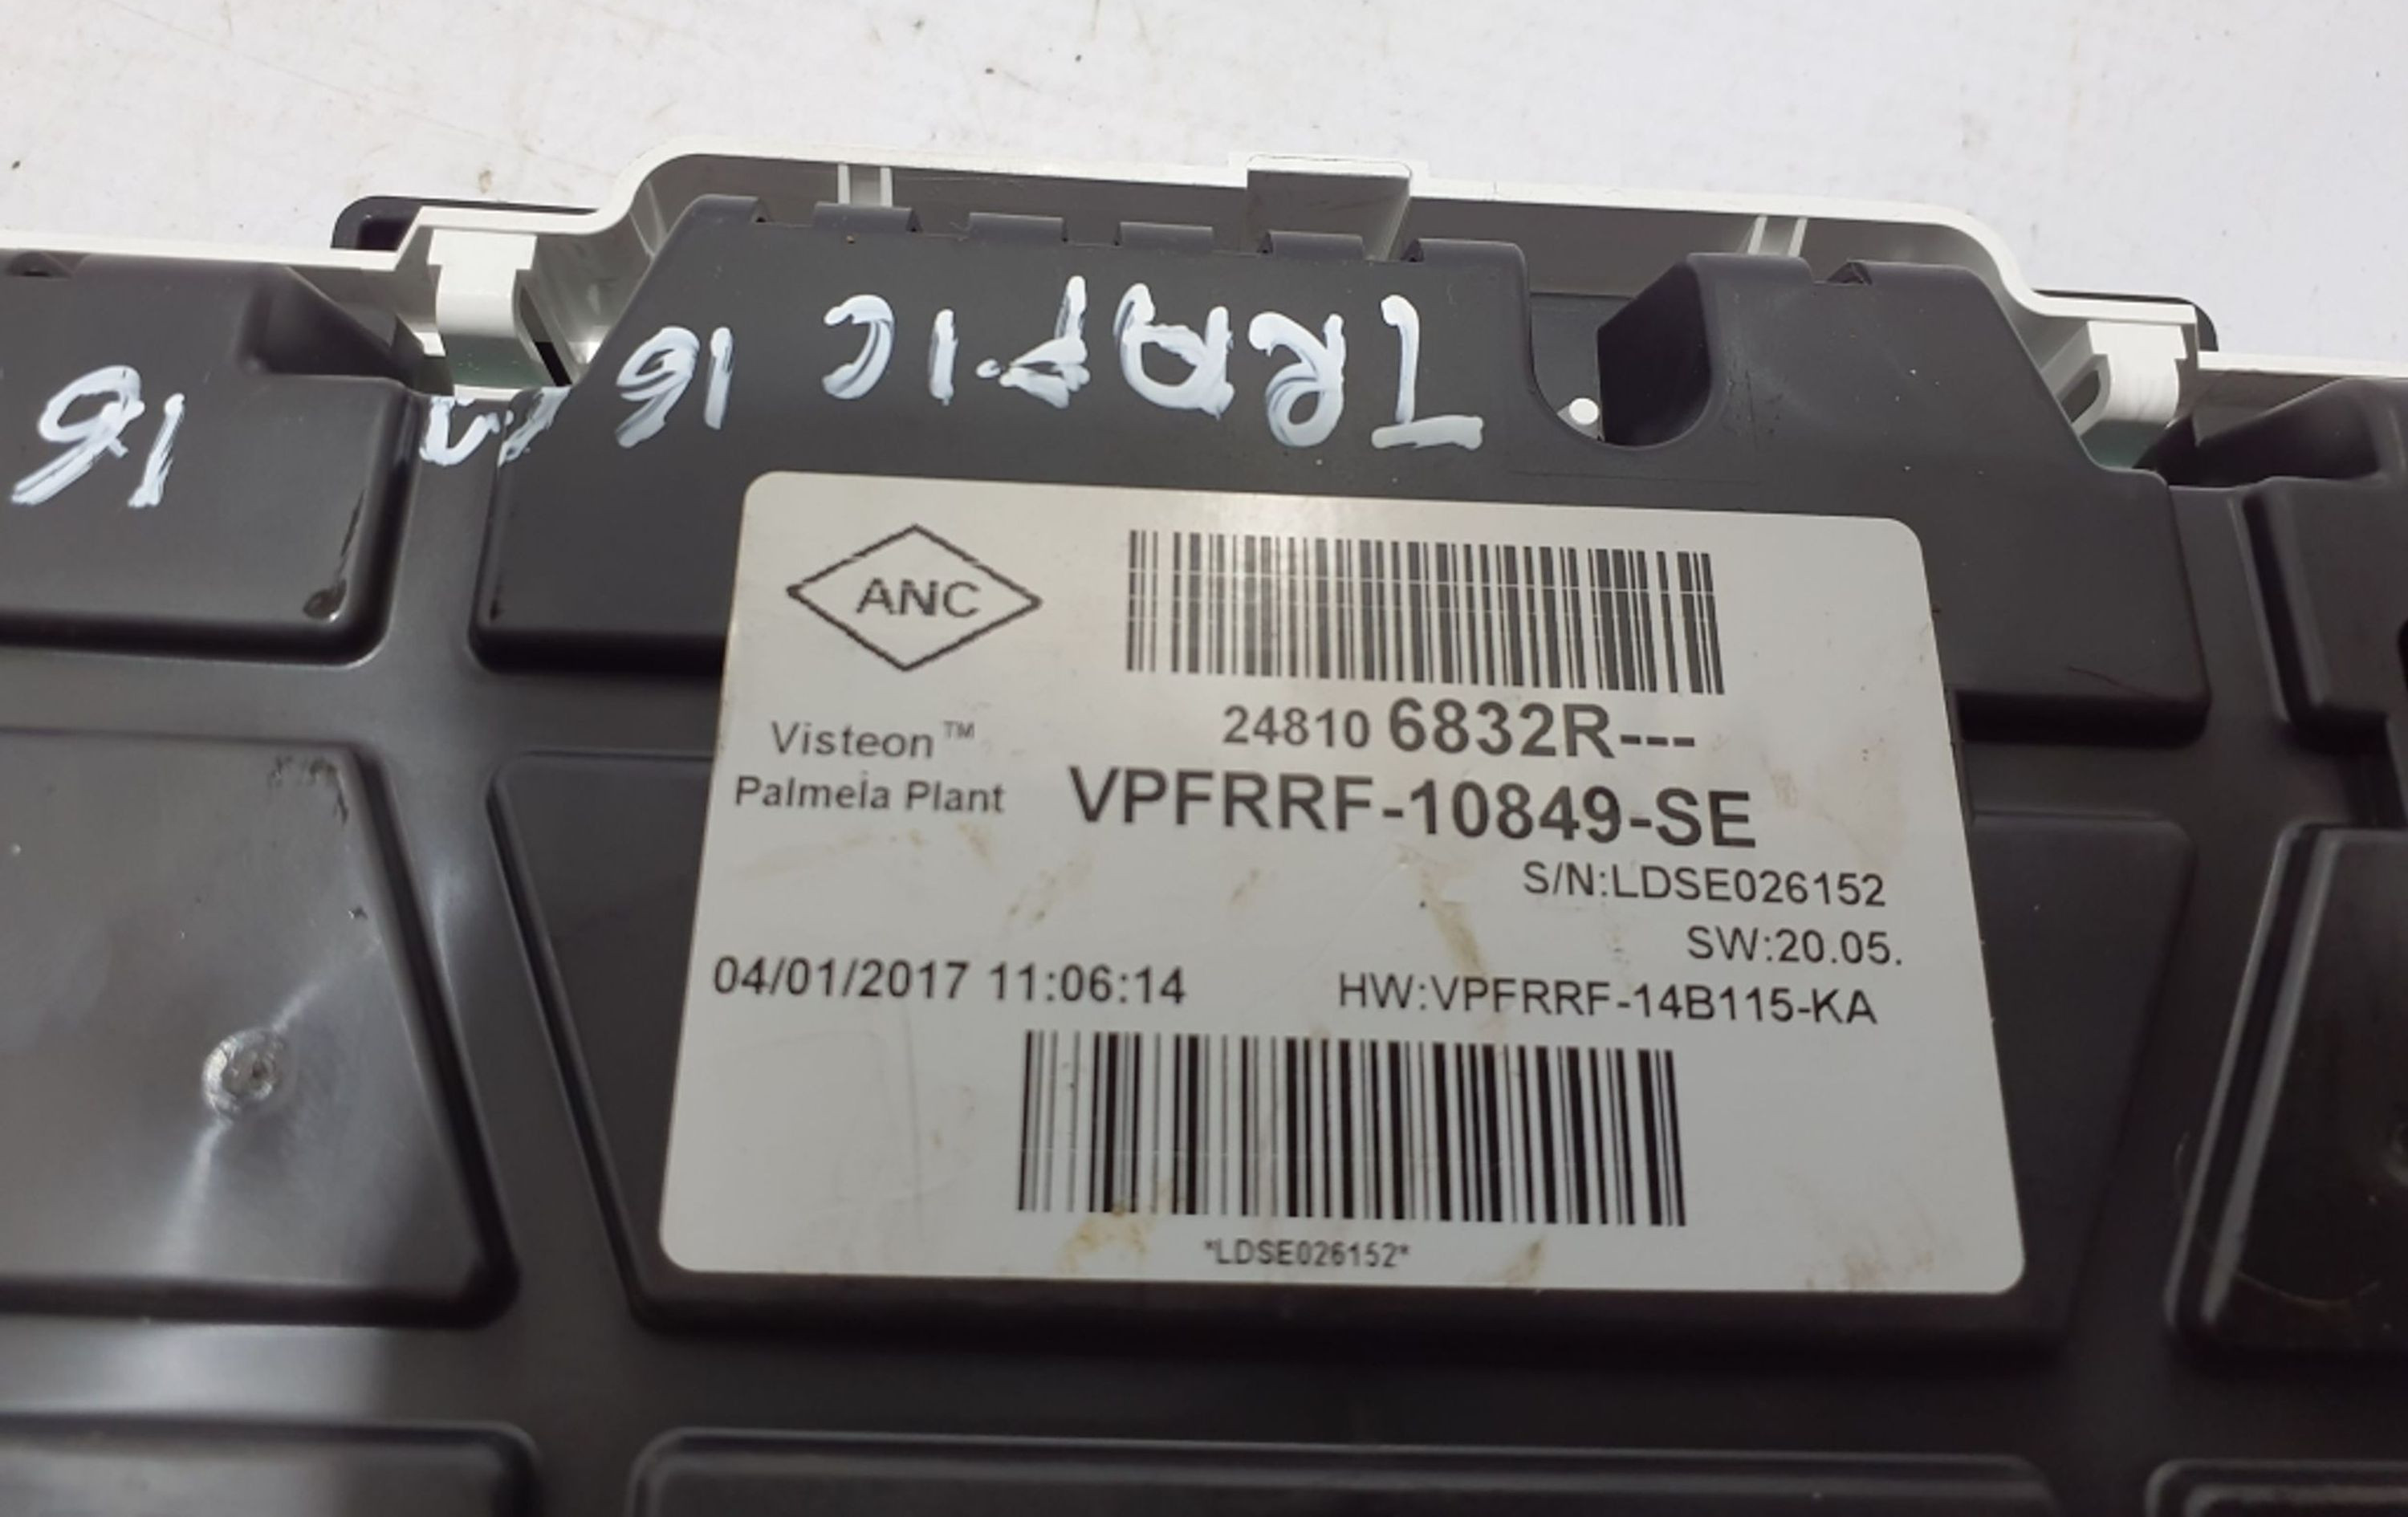 TRAFIC 16
16
ANC
Visteon™
Palmela Plant
24810 6832R---
VPFRRF-10849-SE
S/N:LDSE026152
SW:20.05.
04/01/2017 11:06:14
HW:VPFRRF-14B115-KA
*LDSE026152*